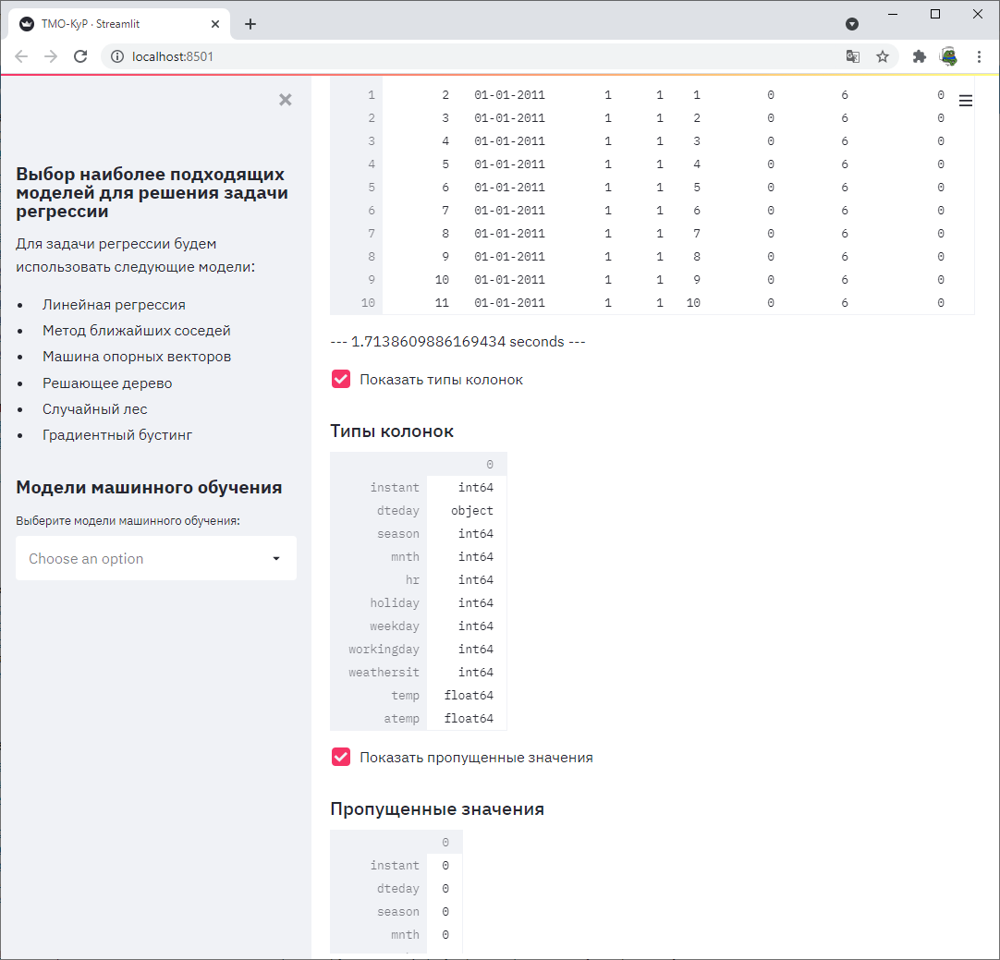 ТМО-КуР · Streamlit
localhost:8501
Выбор наиболее подходящих
моделей для решения задачи
регрессии
Для задачи регрессии будем
использовать следующие модели:
• Линейная регрессия
• Метод ближайших соседей
• Машина опорных векторов
• Решающее дерево
• Случайный лес
• Градиентный бустинг
Модели машинного обучения
Выберите модели машинного обучения:
Choose an option
1 2 01-01-2011 1 1 1 0 6 0
2 3 01-01-2011 1 1 2 0 6 0
3 4 01-01-2011 1 1 3 0 6 0
4 5 01-01-2011 1 1 4 0 6 0
5 6 01-01-2011 1 1 5 0 6 0
6 7 01-01-2011 1 1 6 0 6 0
7 8 01-01-2011 1 1 7 0 6 0
8 9 01-01-2011 1 1 8 0 6 0
9 10 01-01-2011 1 1 9 0 6 0
10 11 01-01-2011 1 1 10 0 6 0
--- 1.7138609886169434 seconds ---
Показать типы колонок
Типы колонок
0
instant int64
dteday object
season int64
mnth int64
hr int64
holiday int64
weekday int64
workingday int64
weathersit int64
temp float64
atemp float64
Показать пропущенные значения
Пропущенные значения
0
instant 0
dteday 0
season 0
mnth 0